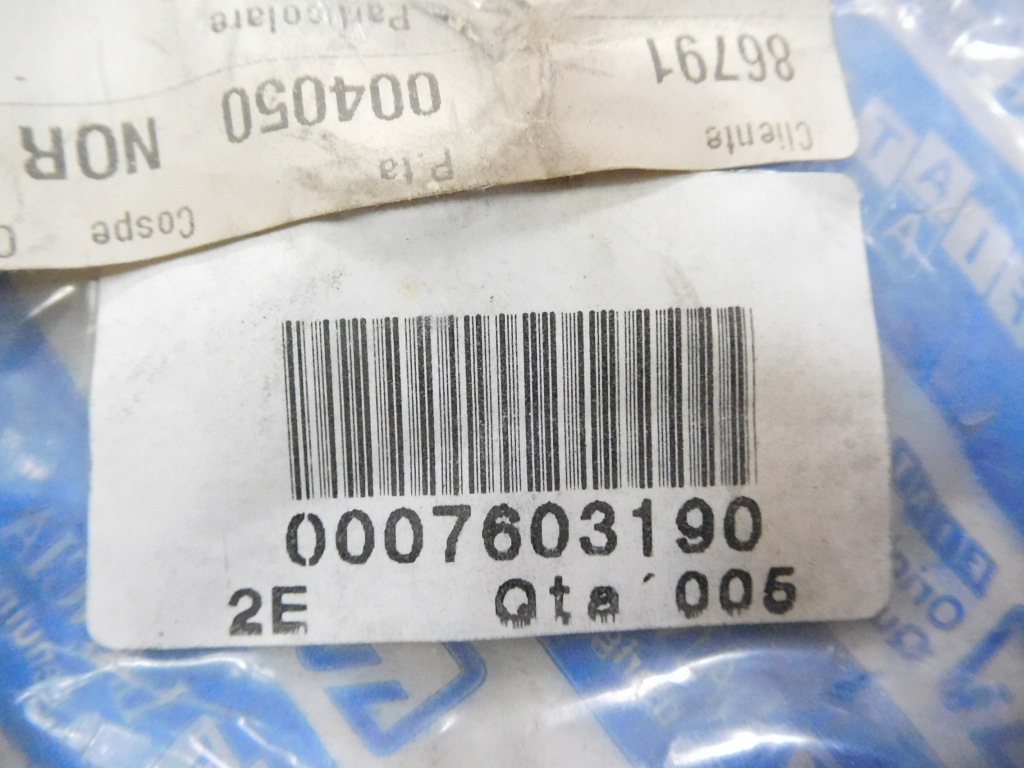 Cliente P.ta Cospe
86791 004050 NOR
Particolare
0007603190
2E Qta' 005